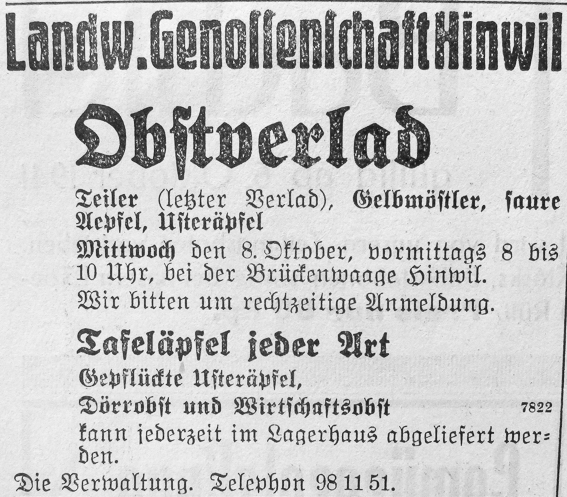 Landw. Genossenschaft Hinwil
Obstverlad
Teiler (letzter Verlad), Gelbmöstler, saure
Aepfel, Usteräpfel
Mittwoch den 8. Oktober, vormittags 8 bis
10 Uhr, bei der Brückenwaage Hinwil.
Wir bitten um rechtzeitige Anmeldung.
Tafeläpfel jeder Art
Gepflückte Usteräpfel,
Dörrobst und Wirtschaftsobst 7822
kann jederzeit im Lagerhaus abgeliefert wer-
den.
Die Verwaltung. Telephon 98 11 51.